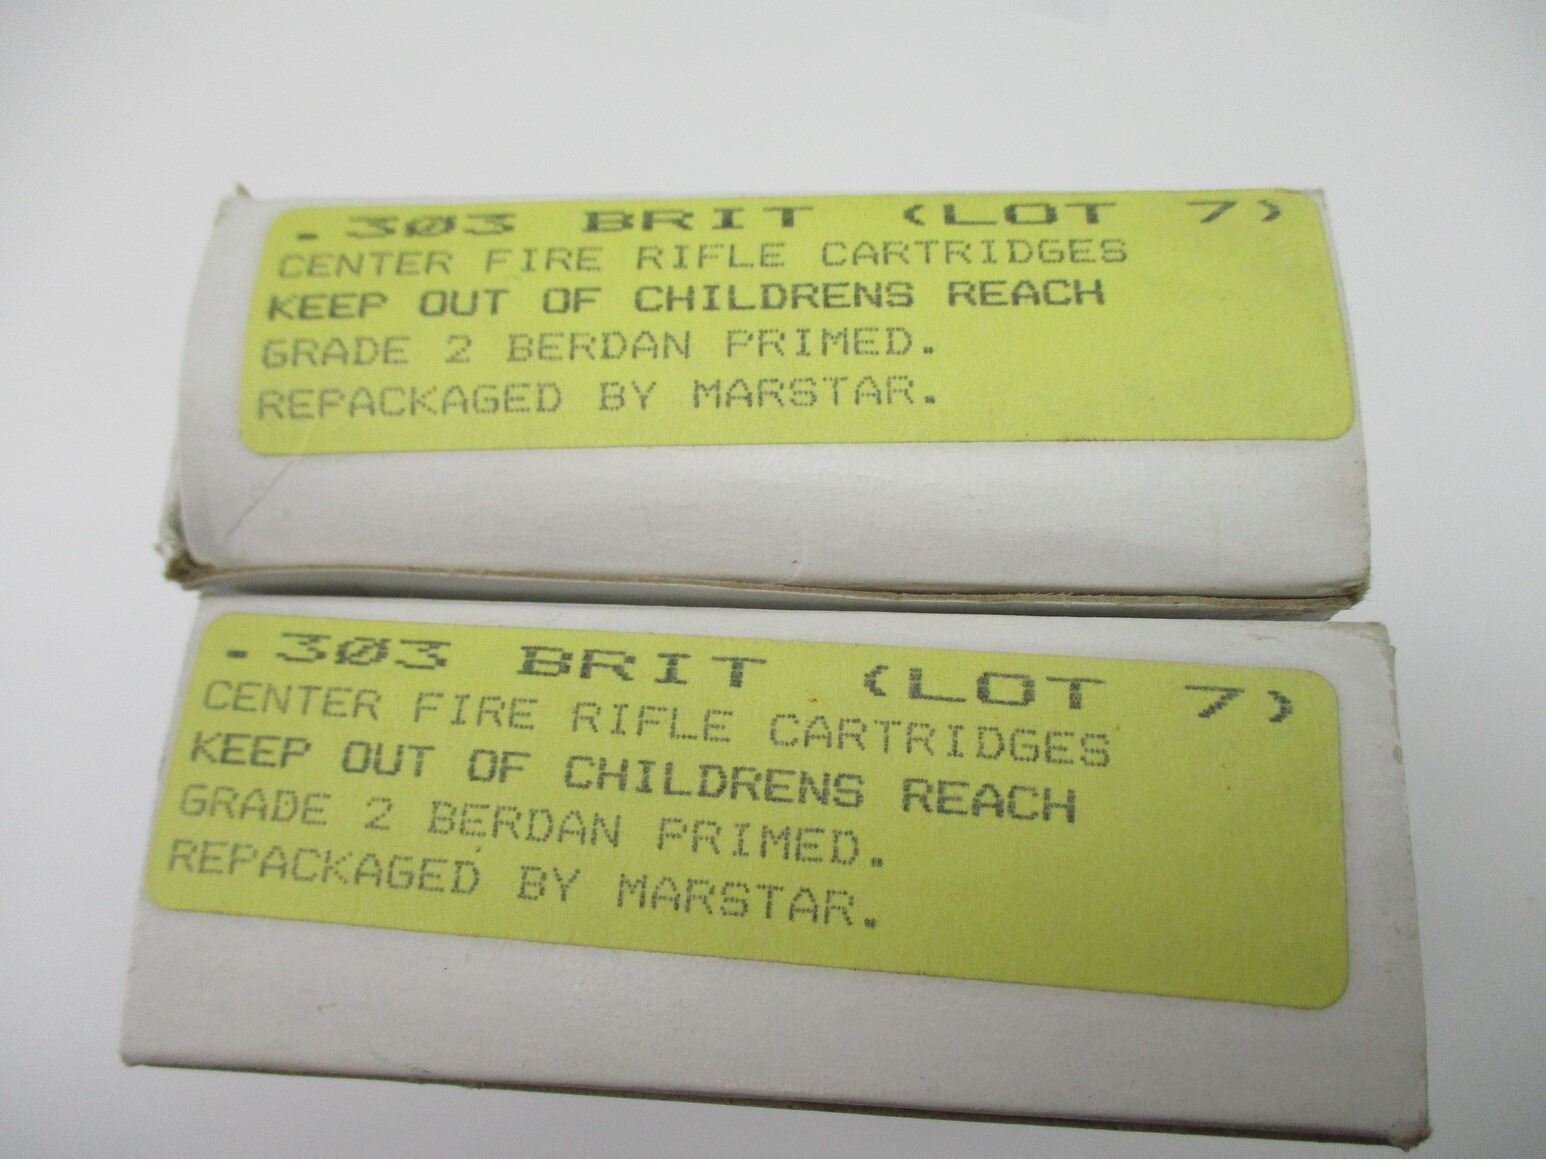 .303 BRIT (LOT 7)
CENTER FIRE RIFLE CARTRIDGES
KEEP OUT OF CHILDRENS REACH
GRADE 2 BERDAN PRIMED.
REPACKAGED BY MARSTAR.
.303 BRIT (LOT 7)
CENTER FIRE RIFLE CARTRIDGES
KEEP OUT OF CHILDRENS REACH
GRADE 2 BERDAN PRIMED.
REPACKAGED BY MARSTAR.